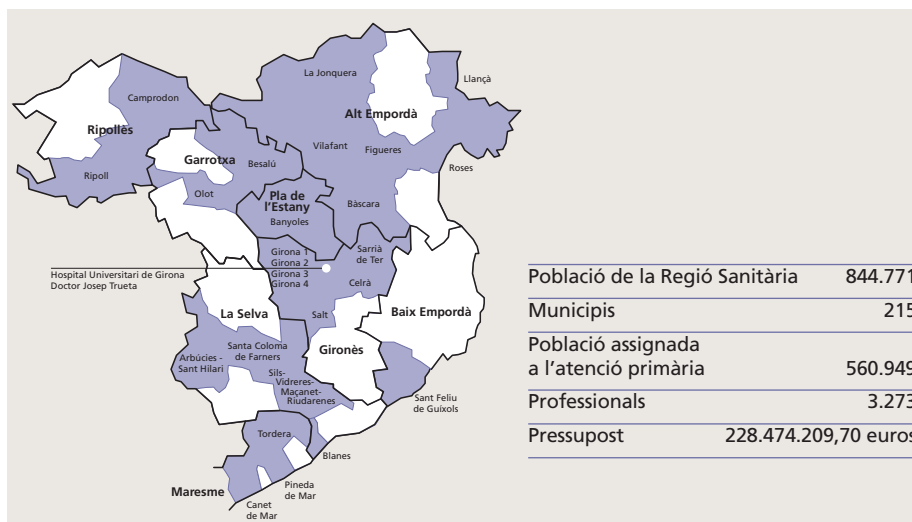 La Jonquera
Llançà
Camprodon
Alt Empordà
Ripollès
Vilafant
Garrotxa
Besalú
Figueres
Ripoll
Roses
Olot
Pla de
l'Estany
Bàscara
Banyoles
Girona 1
Girona 2
Girona 3
Girona 4
Sarrià
de Ter
Hospital Universitari de Girona
Doctor Josep Trueta
Celrà
La Selva
Salt
Baix Empordà
Santa Coloma
de Farners
Gironès
Arbúcies -
Sant Hilari
Sils-
Vidreres-
Maçanet-
Riudarenes
Sant Feliu
de Guíxols
Tordera
Blanes
Maresme
Pineda
de Mar
Canet
de Mar
Població de la Regió Sanitària 844.771
Municipis 215
Població assignada
a l'atenció primària 560.949
Professionals 3.273
Pressupost 228.474.209,70 euros